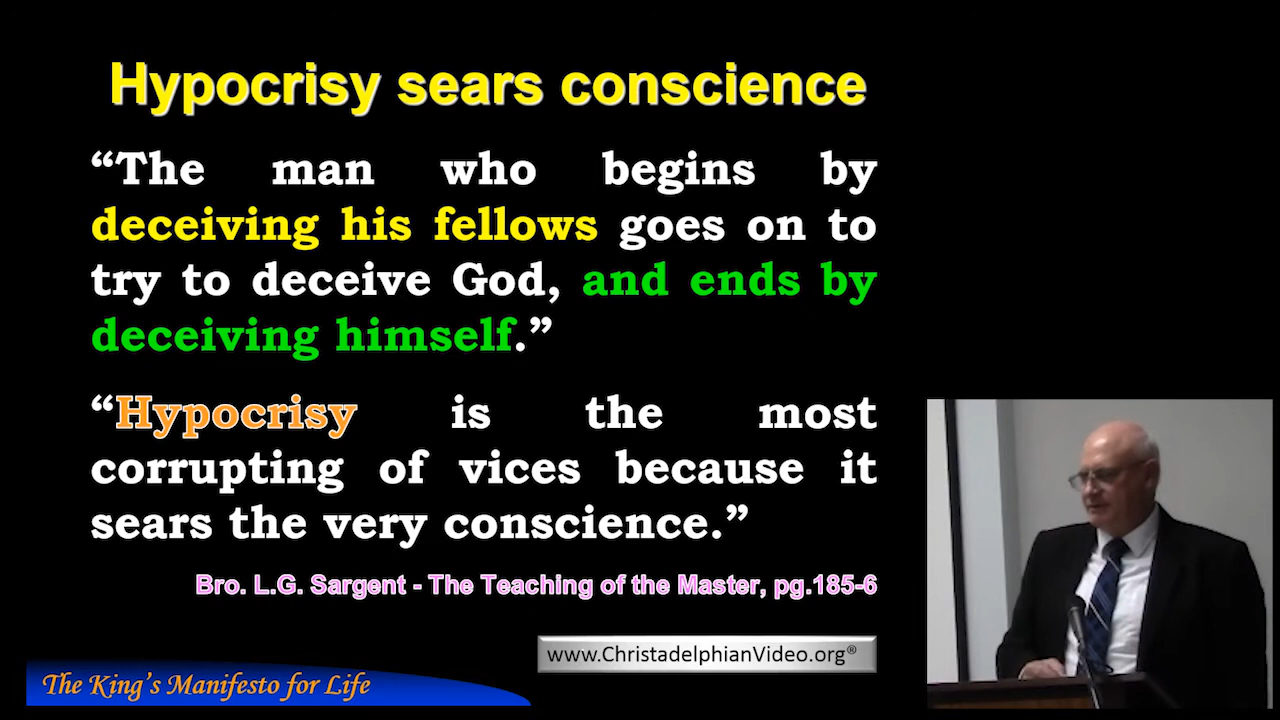 Hypocrisy sears conscience
“The man who begins by
deceiving his fellows goes on to
try to deceive God, and ends by
deceiving himself.”
“Hypocrisy is the most
corrupting of vices because it
sears the very conscience.”
Bro. L.G. Sargent - The Teaching of the Master, pg.185-6
www.ChristadelphianVideo.org®
The King’s Manifesto for Life